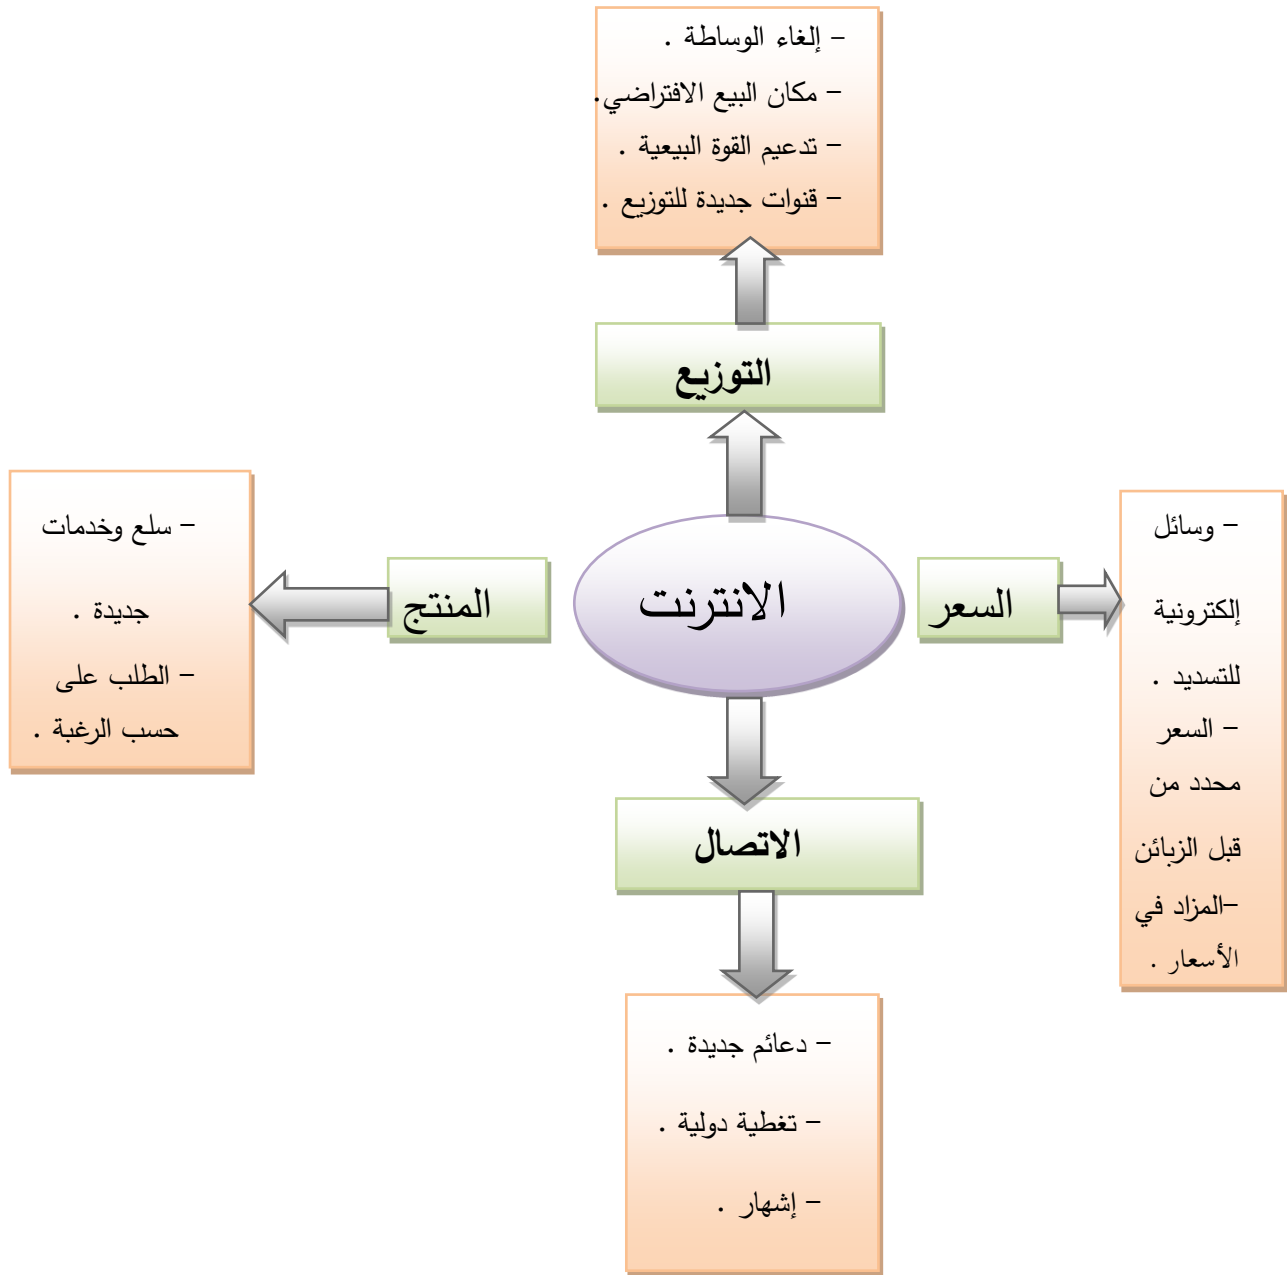 - إلغاء الوساطة .
- مكان البيع الافتراضي.
- تدعيم القوة البيعية .
- قنوات جديدة للتوزيع .
التوزيع
- وسائل
إلكترونية
للتسديد .
- السعر
محدد من
قبل الزبائن
-المزاد في
الأسعار .
السعر
الانترنت
المنتج
- سلع وخدمات
جديدة .
- الطلب على
حسب الرغبة .
الاتصال
- دعائم جديدة .
- تغطية دولية .
- إشهار .